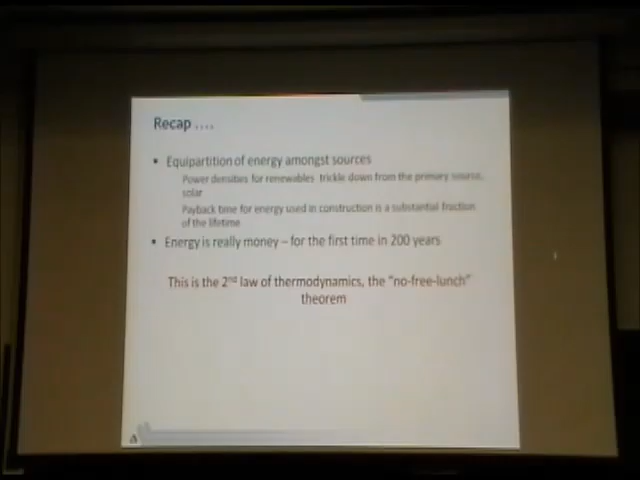 Recap ....
• Equipartition of energy amongst sources
Power densities for renewables trickle down from the primary source,
solar
Payback time for energy used in construction is a substantial fraction
of the lifetime
• Energy is really money – for the first time in 200 years
This is the 2nd law of thermodynamics, the "no-free-lunch"
theorem